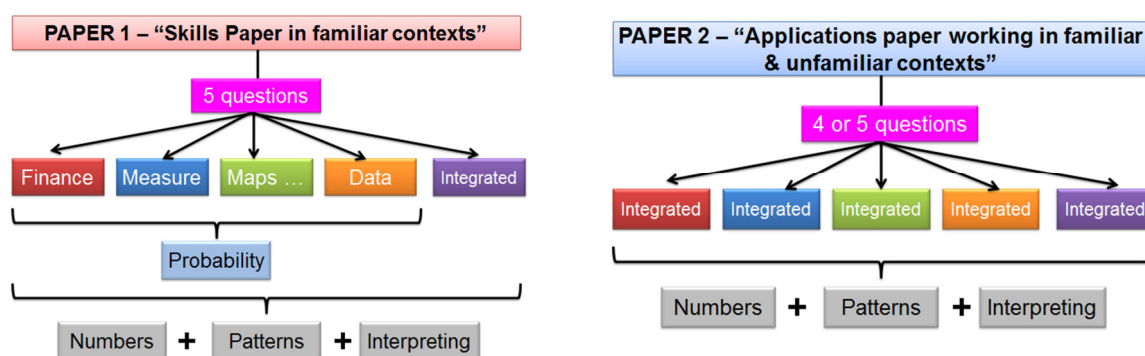 PAPER 1 – “Skills Paper in familiar contexts”
5 questions
Finance Measure Maps ... Data Integrated
Probability
Numbers + Patterns + Interpreting
PAPER 2 – “Applications paper working in familiar
& unfamiliar contexts”
4 or 5 questions
Integrated Integrated Integrated Integrated Integrated
Numbers + Patterns + Interpreting